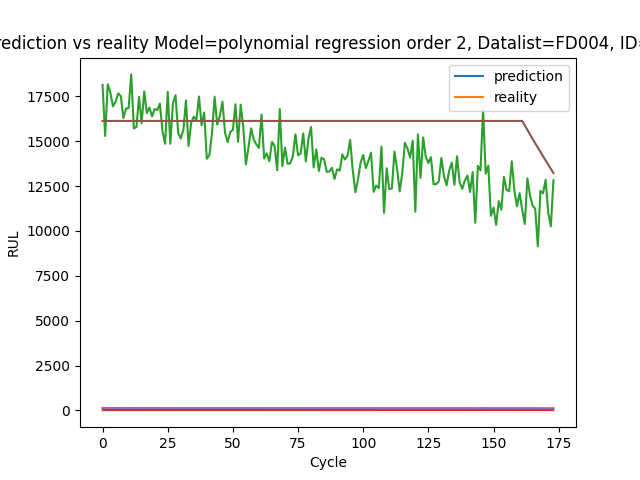 rediction vs reality Model=polynomial regression order 2, Datalist=FD004, ID=
prediction
reality
RUL
17500
15000
12500
10000
7500
5000
2500
0
0 25 50 75 100 125 150 175
Cycle